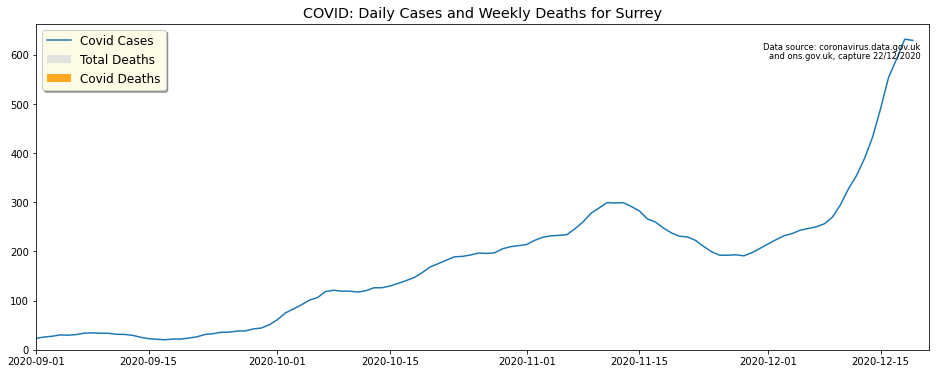 COVID: Daily Cases and Weekly Deaths for Surrey
Covid Cases
Total Deaths
Covid Deaths
Data source: coronavirus.data.gov.uk
and ons.gov.uk, capture 22/12/2020
600
500
400
300
200
100
0
2020-09-01
2020-09-15
2020-10-01
2020-10-15
2020-11-01
2020-11-15
2020-12-01
2020-12-15